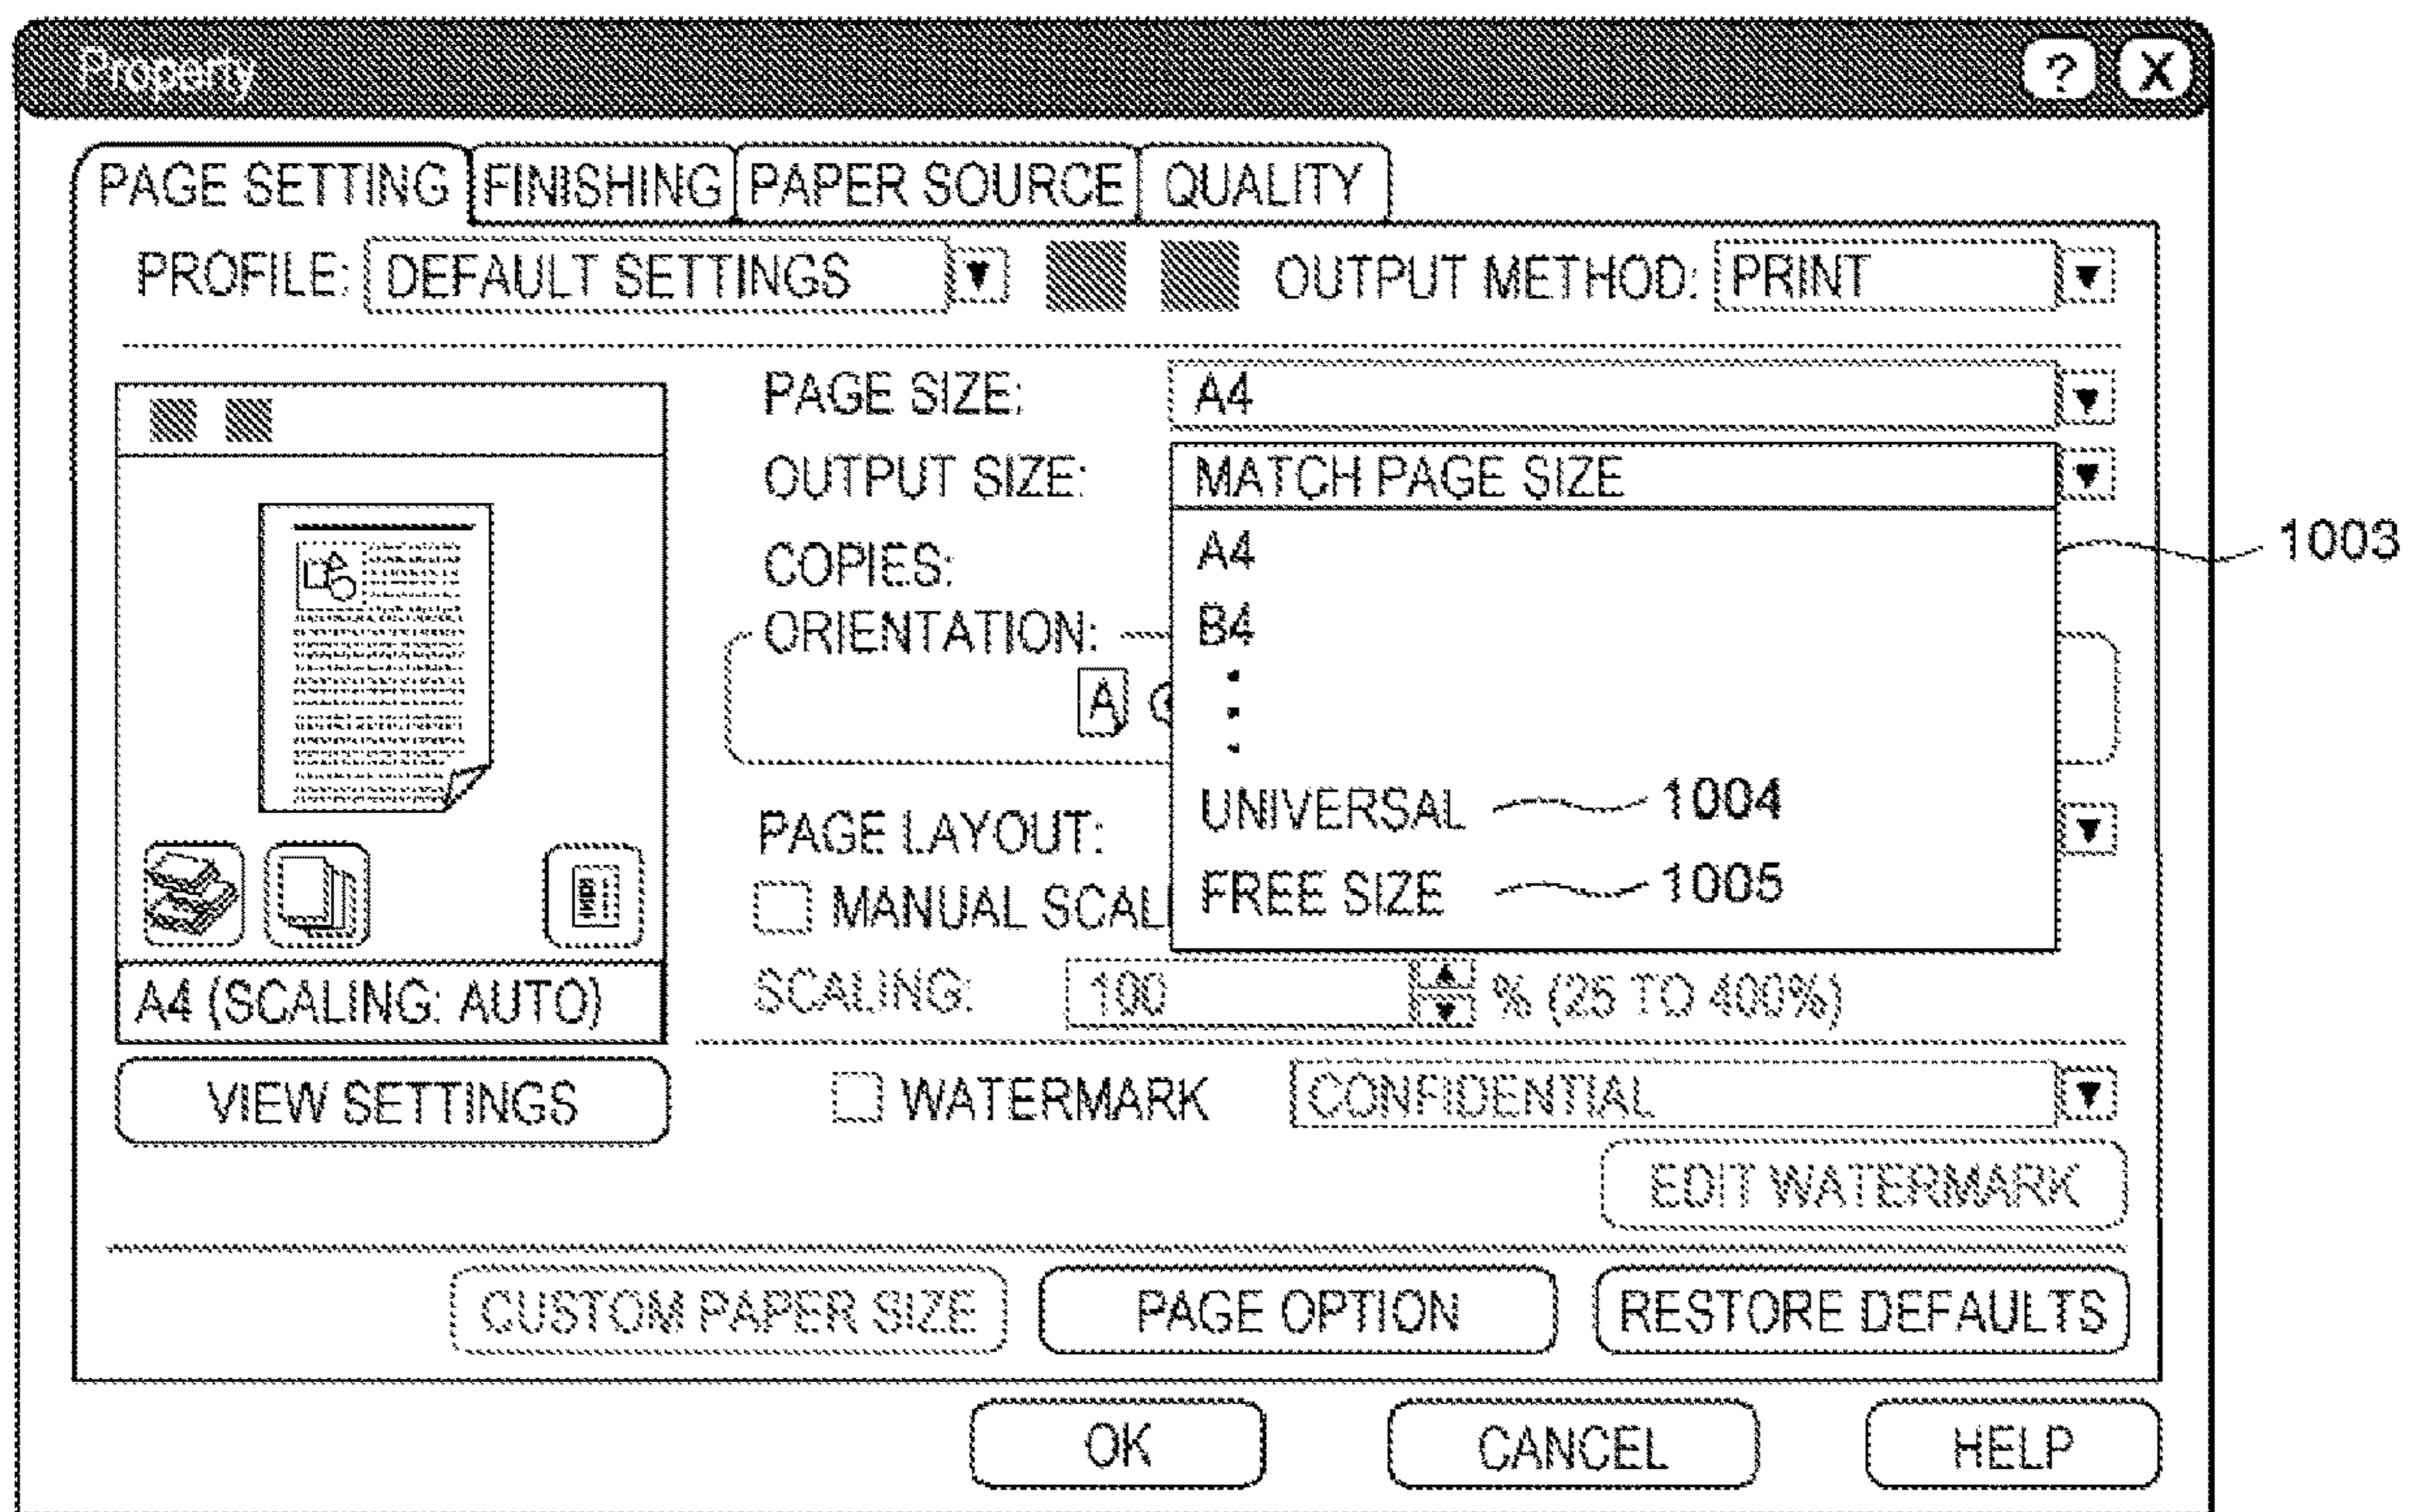 Property ? X
PAGE SETTING FINISHING PAPER SOURCE QUALITY
PROFILE: DEFAULT SETTINGS OUTPUT METHOD: PRINT
PAGE SIZE: A4
OUTPUT SIZE: MATCH PAGE SIZE
COPIES: A4 1003
B4
ORIENTATION:
A
UNIVERSAL 1004
PAGE LAYOUT:
FREE SIZE 1005
MANUAL SCAL
SCALING: 100 % (25 TO 400%)
A4 (SCALING: AUTO)
VIEW SETTINGS
WATERMARK CONFIDENTIAL
EDIT WATERMARK
CUSTOM PAPER SIZE PAGE OPTION RESTORE DEFAULTS
OK CANCEL HELP